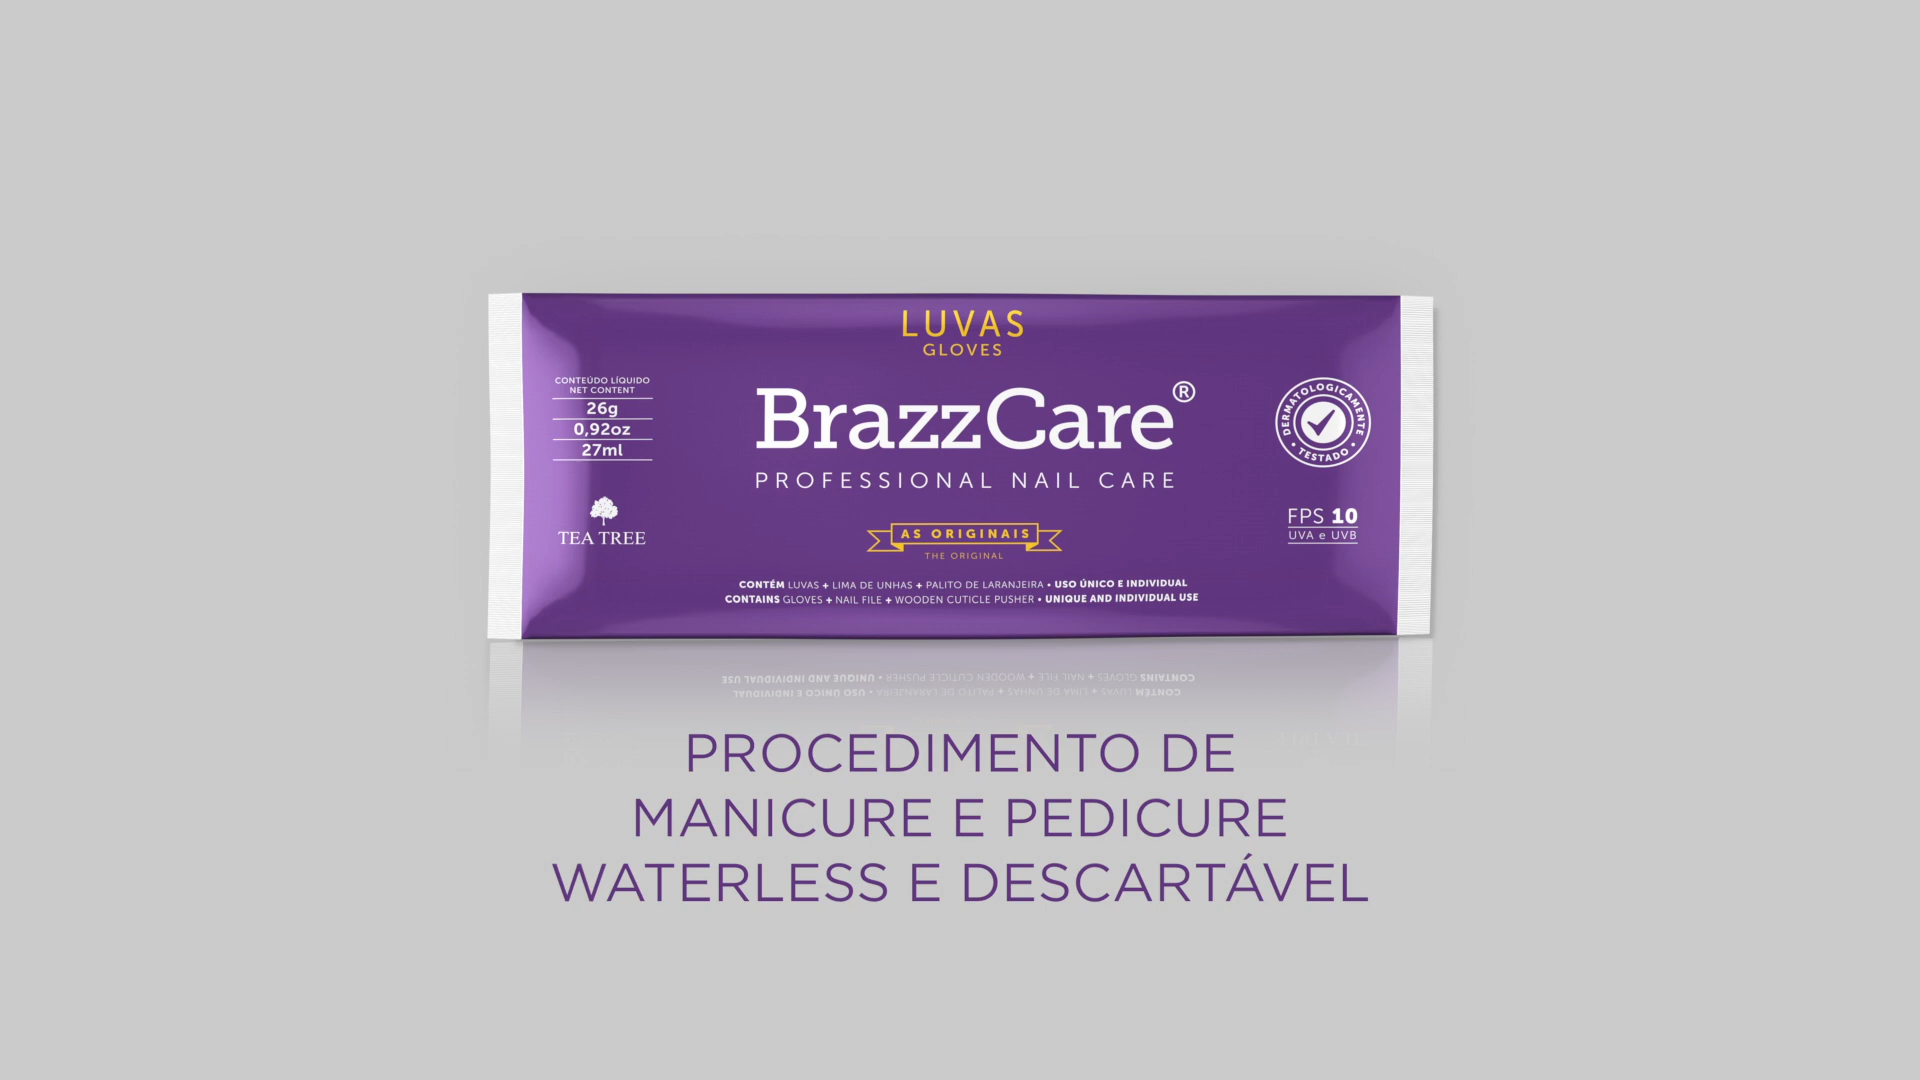 LUVAS
GLOVES
CONTEÚDO LÍQUIDO
NET CONTENT
26g
0,92oz
27ml
TEA TREE
BrazzCare®
PROFESSIONAL NAIL CARE
AS ORIGINAIS
THE ORIGINAL
CONTÉM LUVAS + LIMA DE UNHAS + PALITO DE LARANJEIRA • USO ÚNICO E INDIVIDUAL
CONTAINS GLOVES + NAIL FILE + WOODEN CUTICLE PUSHER • UNIQUE AND INDIVIDUAL USE
DERMATOLOGICAMENTE
• TESTADO •
FPS 10
UVA e UVB
PROCEDIMENTO DE
MANICURE E PEDICURE
WATERLESS E DESCARTÁVEL